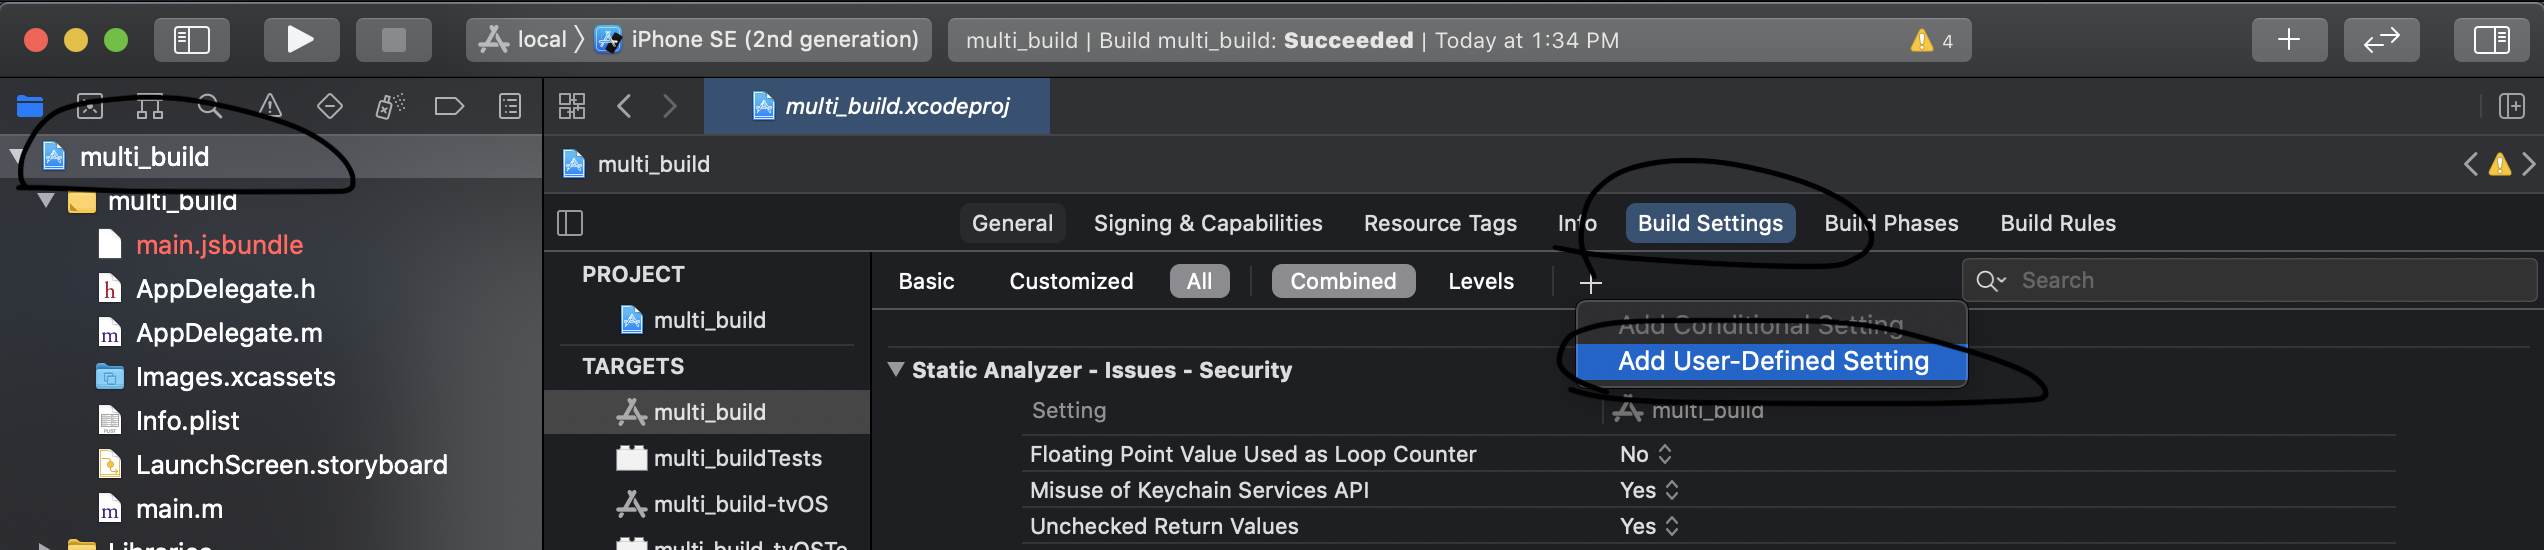 local iPhone SE (2nd generation) multi_build | Build multi_build: Succeeded | Today at 1:34 PM 4
multi_build.xcodeproj
multi_build
multi_build
General Signing & Capabilities Resource Tags Info Build Settings Build Phases Build Rules
multi_build
main.jsbundle
h AppDelegate.h
m AppDelegate.m
Images.xcassets
Info.plist
LaunchScreen.storyboard
m main.m
Libraries
PROJECT
multi_build
TARGETS
multi_build
multi_buildTests
multi_build-tvOS
multi_build-tvOSTe
Basic Customized All Combined Levels + Search
Add Conditional Setting
Add User-Defined Setting
Static Analyzer - Issues - Security
Setting multi_build
Floating Point Value Used as Loop Counter No
Misuse of Keychain Services API Yes
Unchecked Return Values Yes